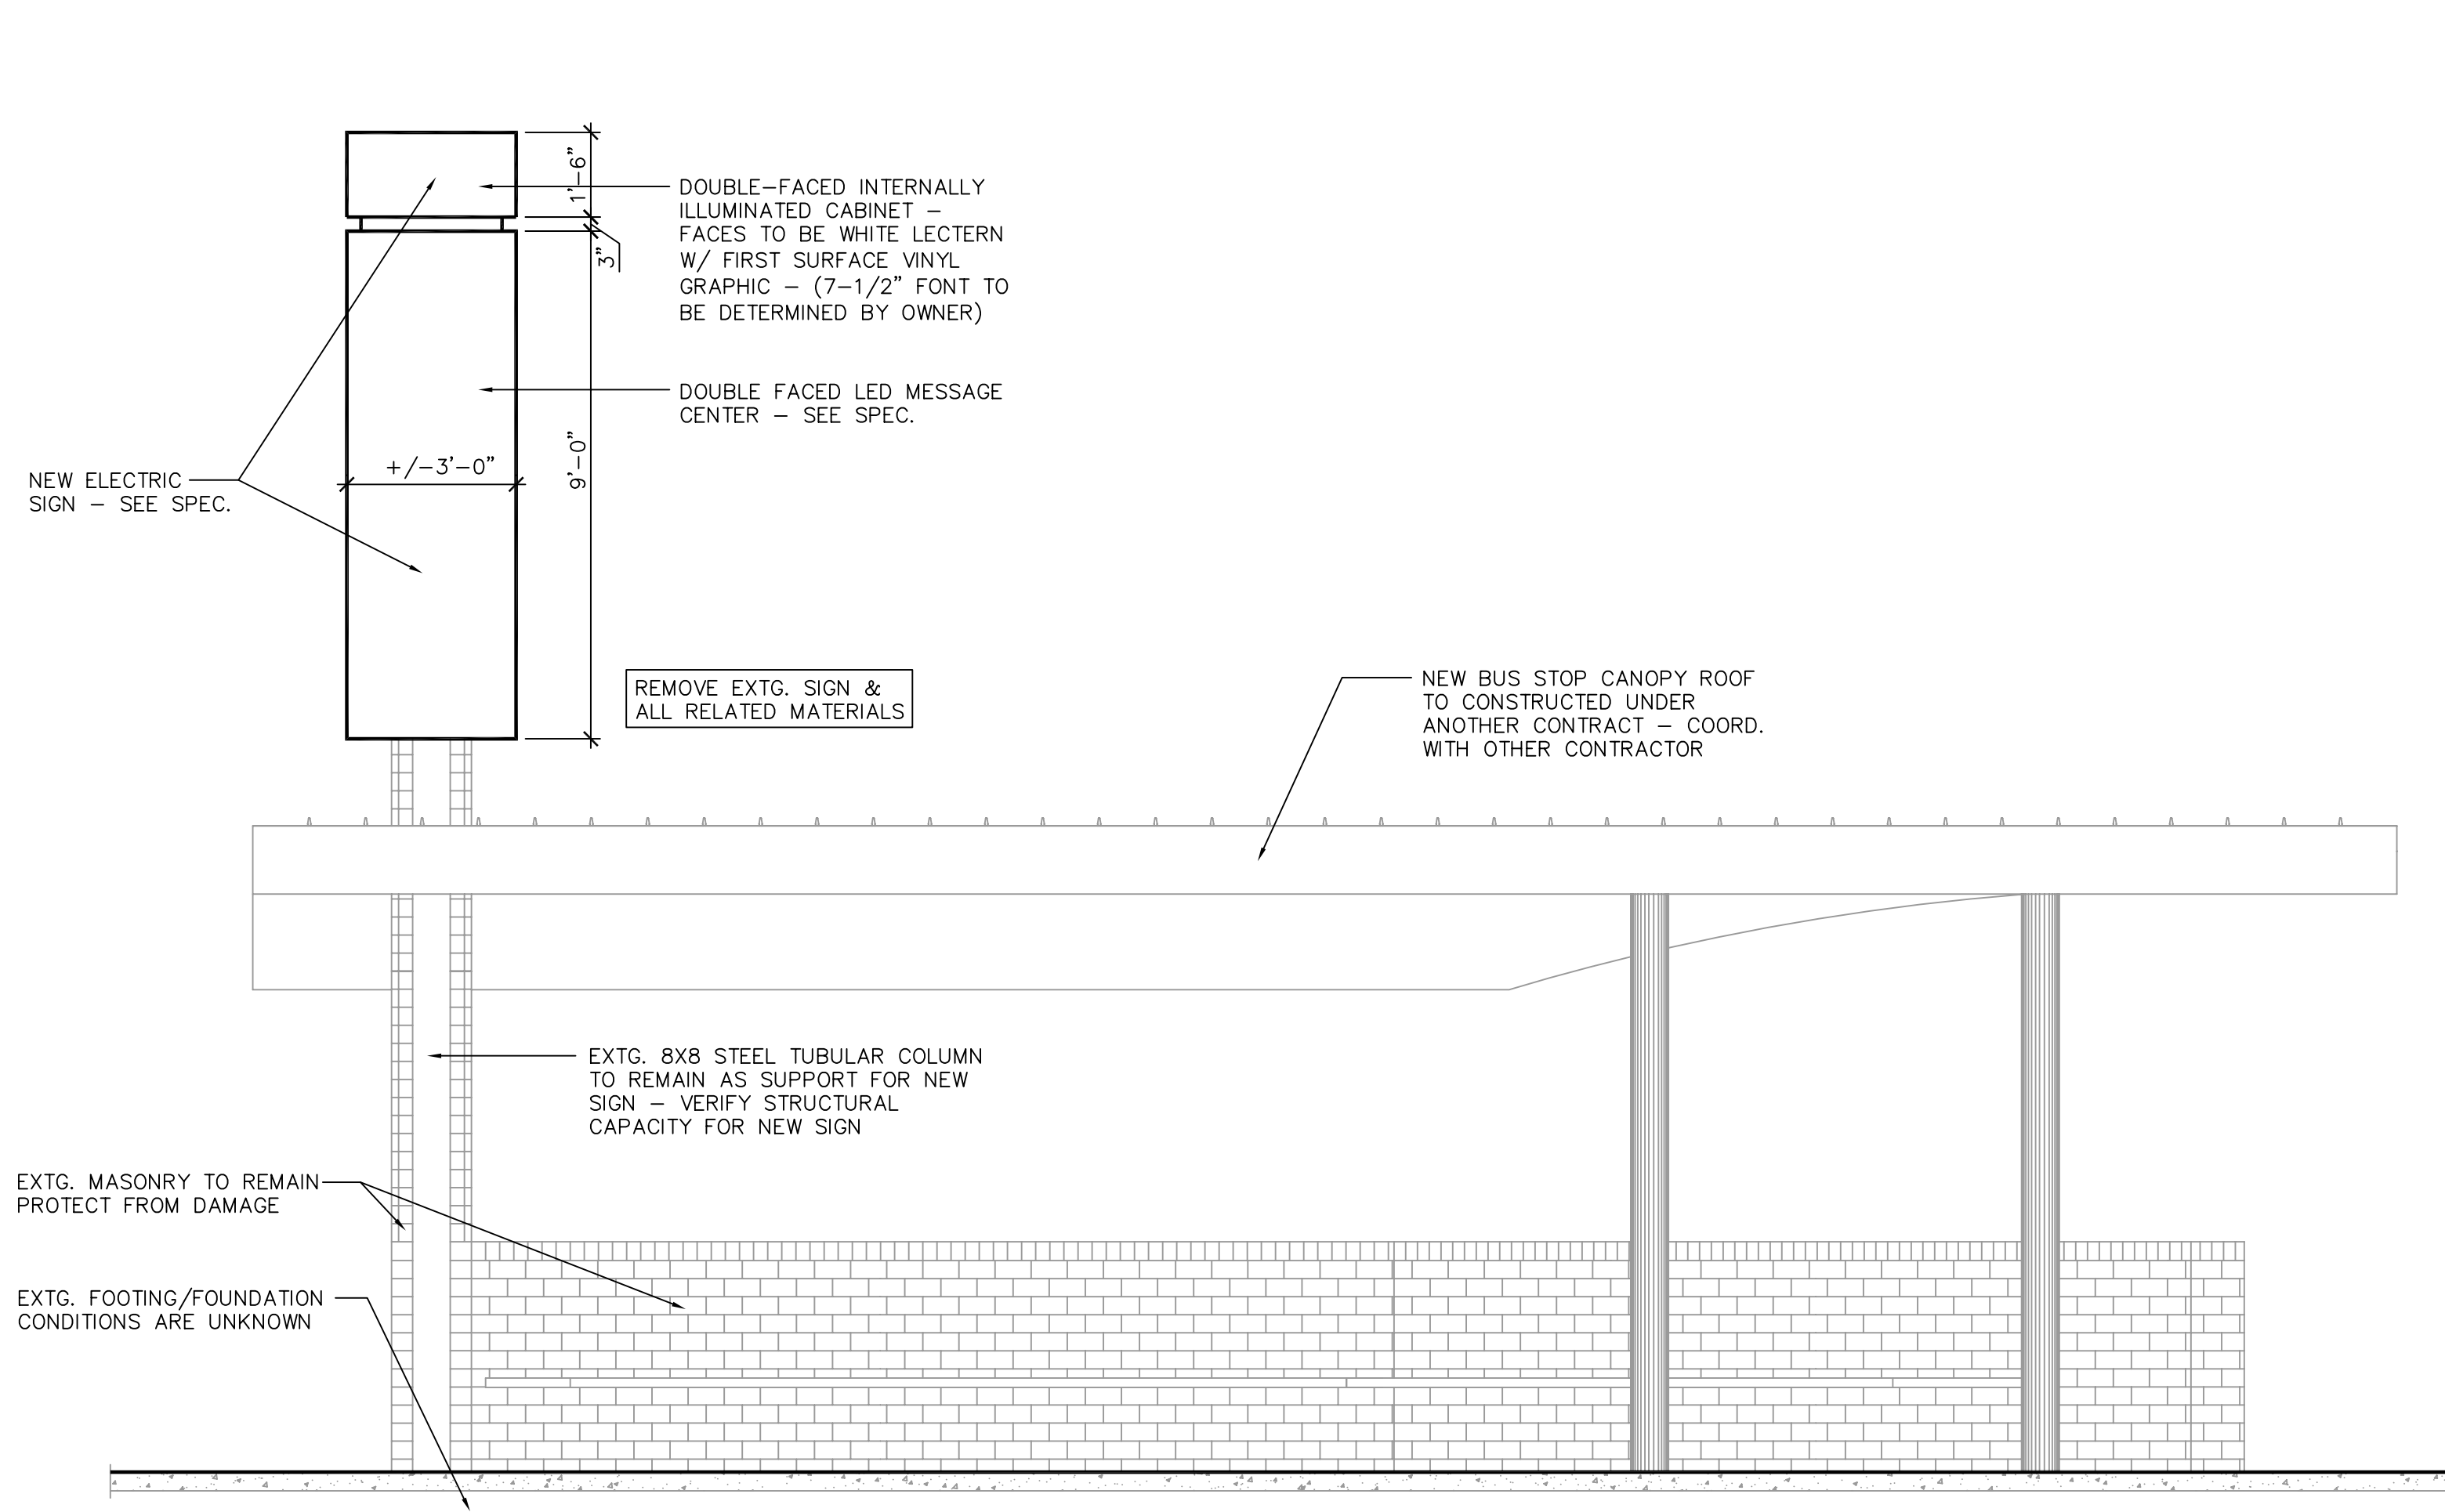 1'-6"
DOUBLE-FACED INTERNALLY
ILLUMINATED CABINET -
FACES TO BE WHITE LECTERN
W/ FIRST SURFACE VINYL
GRAPHIC - (7-1/2" FONT TO
BE DETERMINED BY OWNER)
3"
DOUBLE FACED LED MESSAGE
CENTER - SEE SPEC.
9'-0"
+/-3'-0"
NEW ELECTRIC
SIGN - SEE SPEC.
REMOVE EXTG. SIGN &
ALL RELATED MATERIALS
NEW BUS STOP CANOPY ROOF
TO CONSTRUCTED UNDER
ANOTHER CONTRACT - COORD.
WITH OTHER CONTRACTOR
EXTG. 8X8 STEEL TUBULAR COLUMN
TO REMAIN AS SUPPORT FOR NEW
SIGN - VERIFY STRUCTURAL
CAPACITY FOR NEW SIGN
EXTG. MASONRY TO REMAIN
PROTECT FROM DAMAGE
EXTG. FOOTING/FOUNDATION
CONDITIONS ARE UNKNOWN